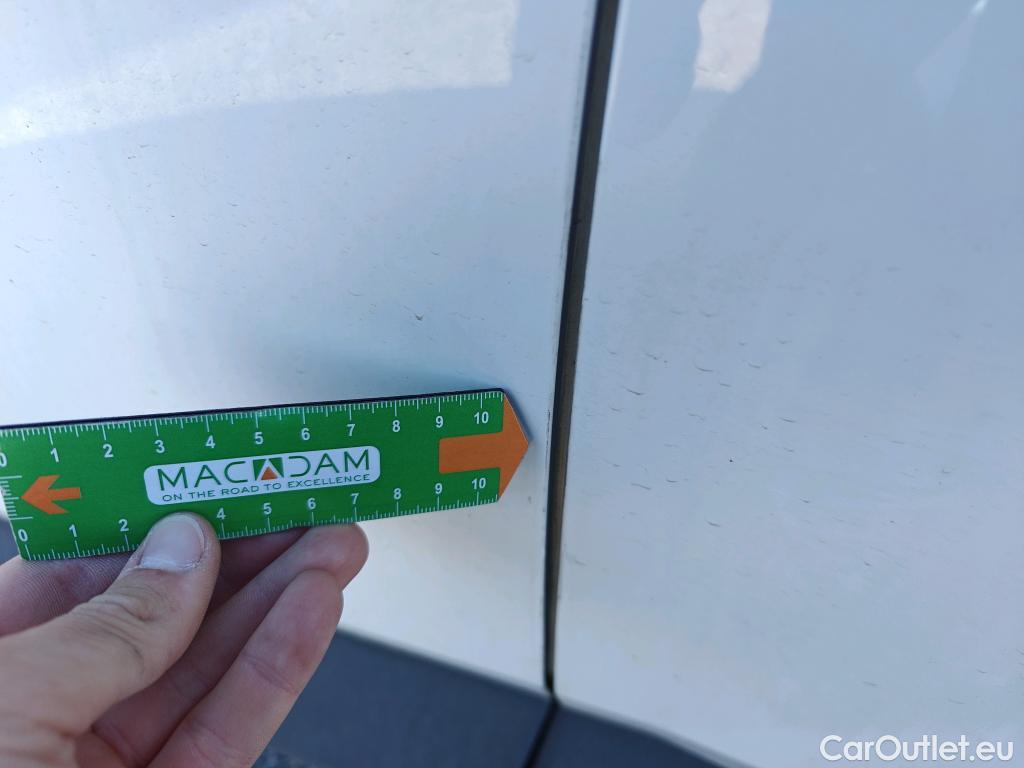 0 1 2 3 4 5 6 7 8 9 10
MACADAM
ON THE ROAD TO EXCELLENCE
0 1 2 4 5 6 7 8 9 10
CarOutlet.eu